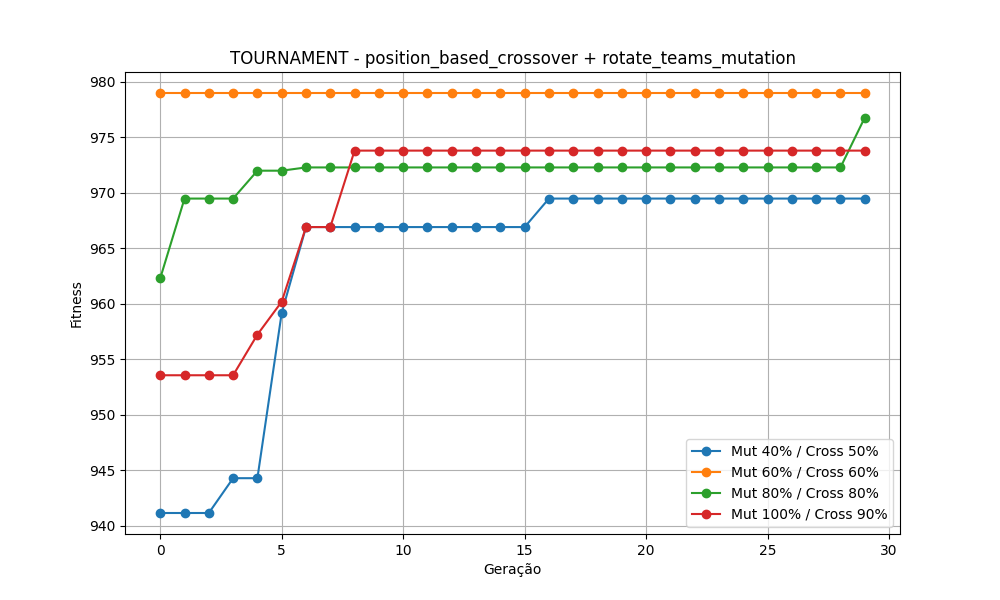 TOURNAMENT - position_based_crossover + rotate_teams_mutation
980
975
970
965
960
955
950
945
940
Fitness
0 5 10 15 20 25 30
Geração
Mut 40% / Cross 50%
Mut 60% / Cross 60%
Mut 80% / Cross 80%
Mut 100% / Cross 90%